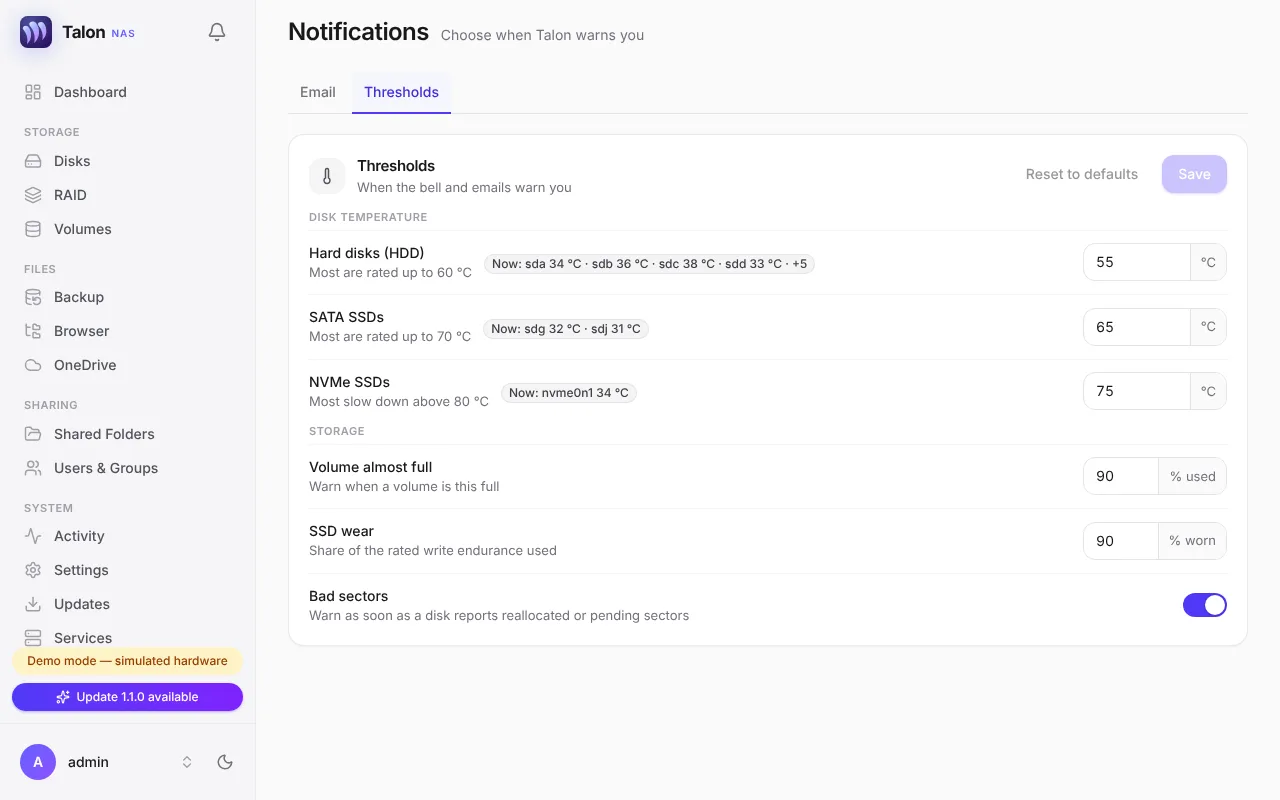 Talon NAS
Dashboard
STORAGE
Disks
RAID
Volumes
FILES
Backup
Browser
OneDrive
SHARING
Shared Folders
Users & Groups
SYSTEM
Activity
Settings
Updates
Services
Demo mode — simulated hardware
Update 1.1.0 available
A admin
Notifications Choose when Talon warns you
Email Thresholds
Thresholds
When the bell and emails warn you
Reset to defaults Save
DISK TEMPERATURE
Hard disks (HDD)
Most are rated up to 60 °C Now: sda 34 °C · sdb 36 °C · sdc 38 °C · sdd 33 °C · +5
55 °C
SATA SSDs
Most are rated up to 70 °C Now: sdg 32 °C · sdj 31 °C
65 °C
NVMe SSDs
Most slow down above 80 °C Now: nvme0n1 34 °C
75 °C
STORAGE
Volume almost full
Warn when a volume is this full
90 % used
SSD wear
Share of the rated write endurance used
90 % worn
Bad sectors
Warn as soon as a disk reports reallocated or pending sectors